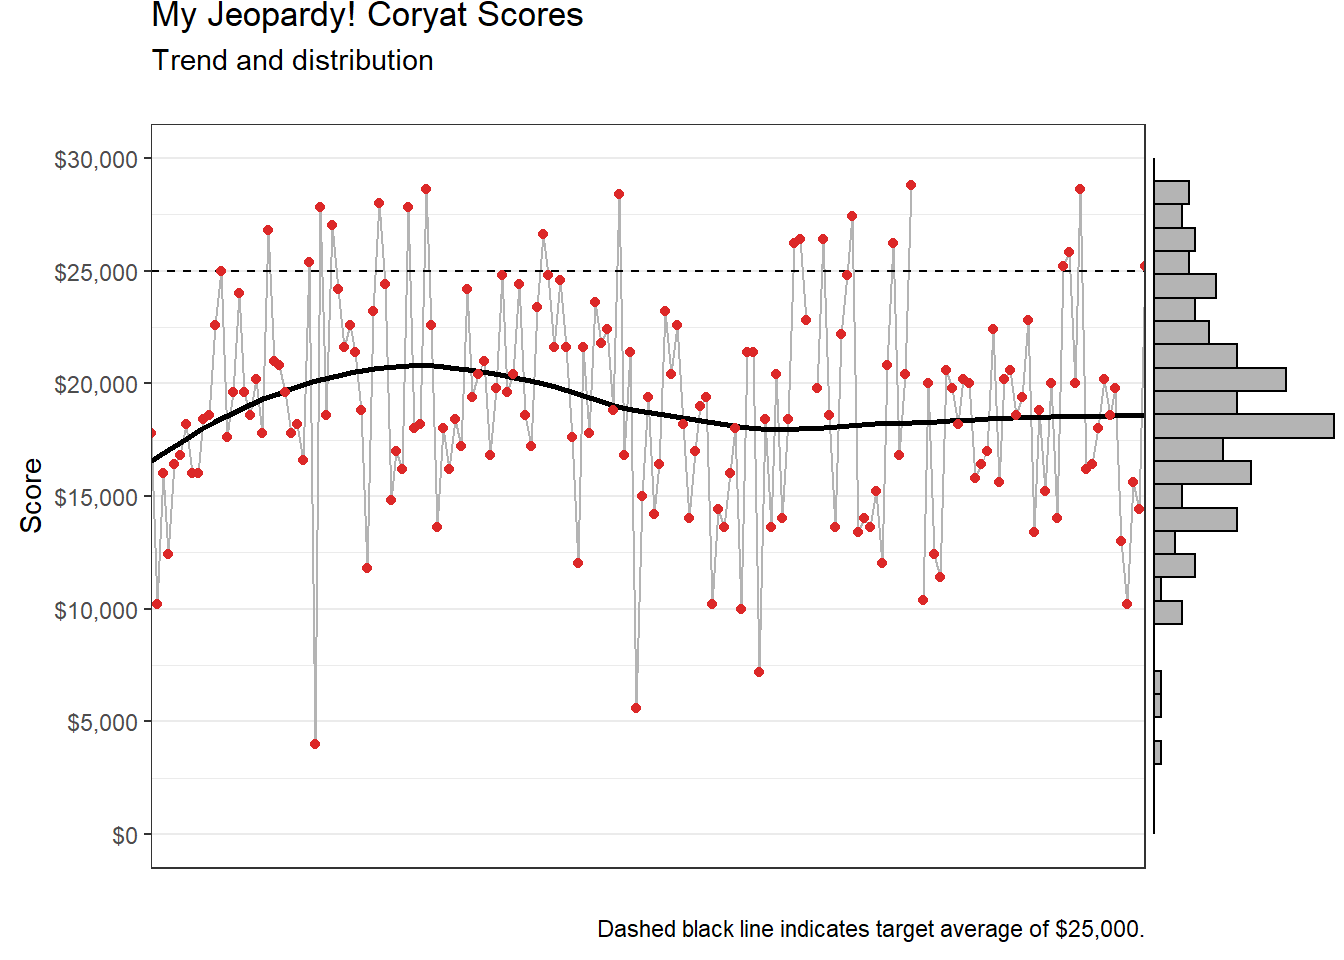 My Jeopardy! Coryat Scores
Trend and distribution
$30,000
$25,000
$20,000
$15,000
$10,000
$5,000
$0
Score
Dashed black line indicates target average of $25,000.